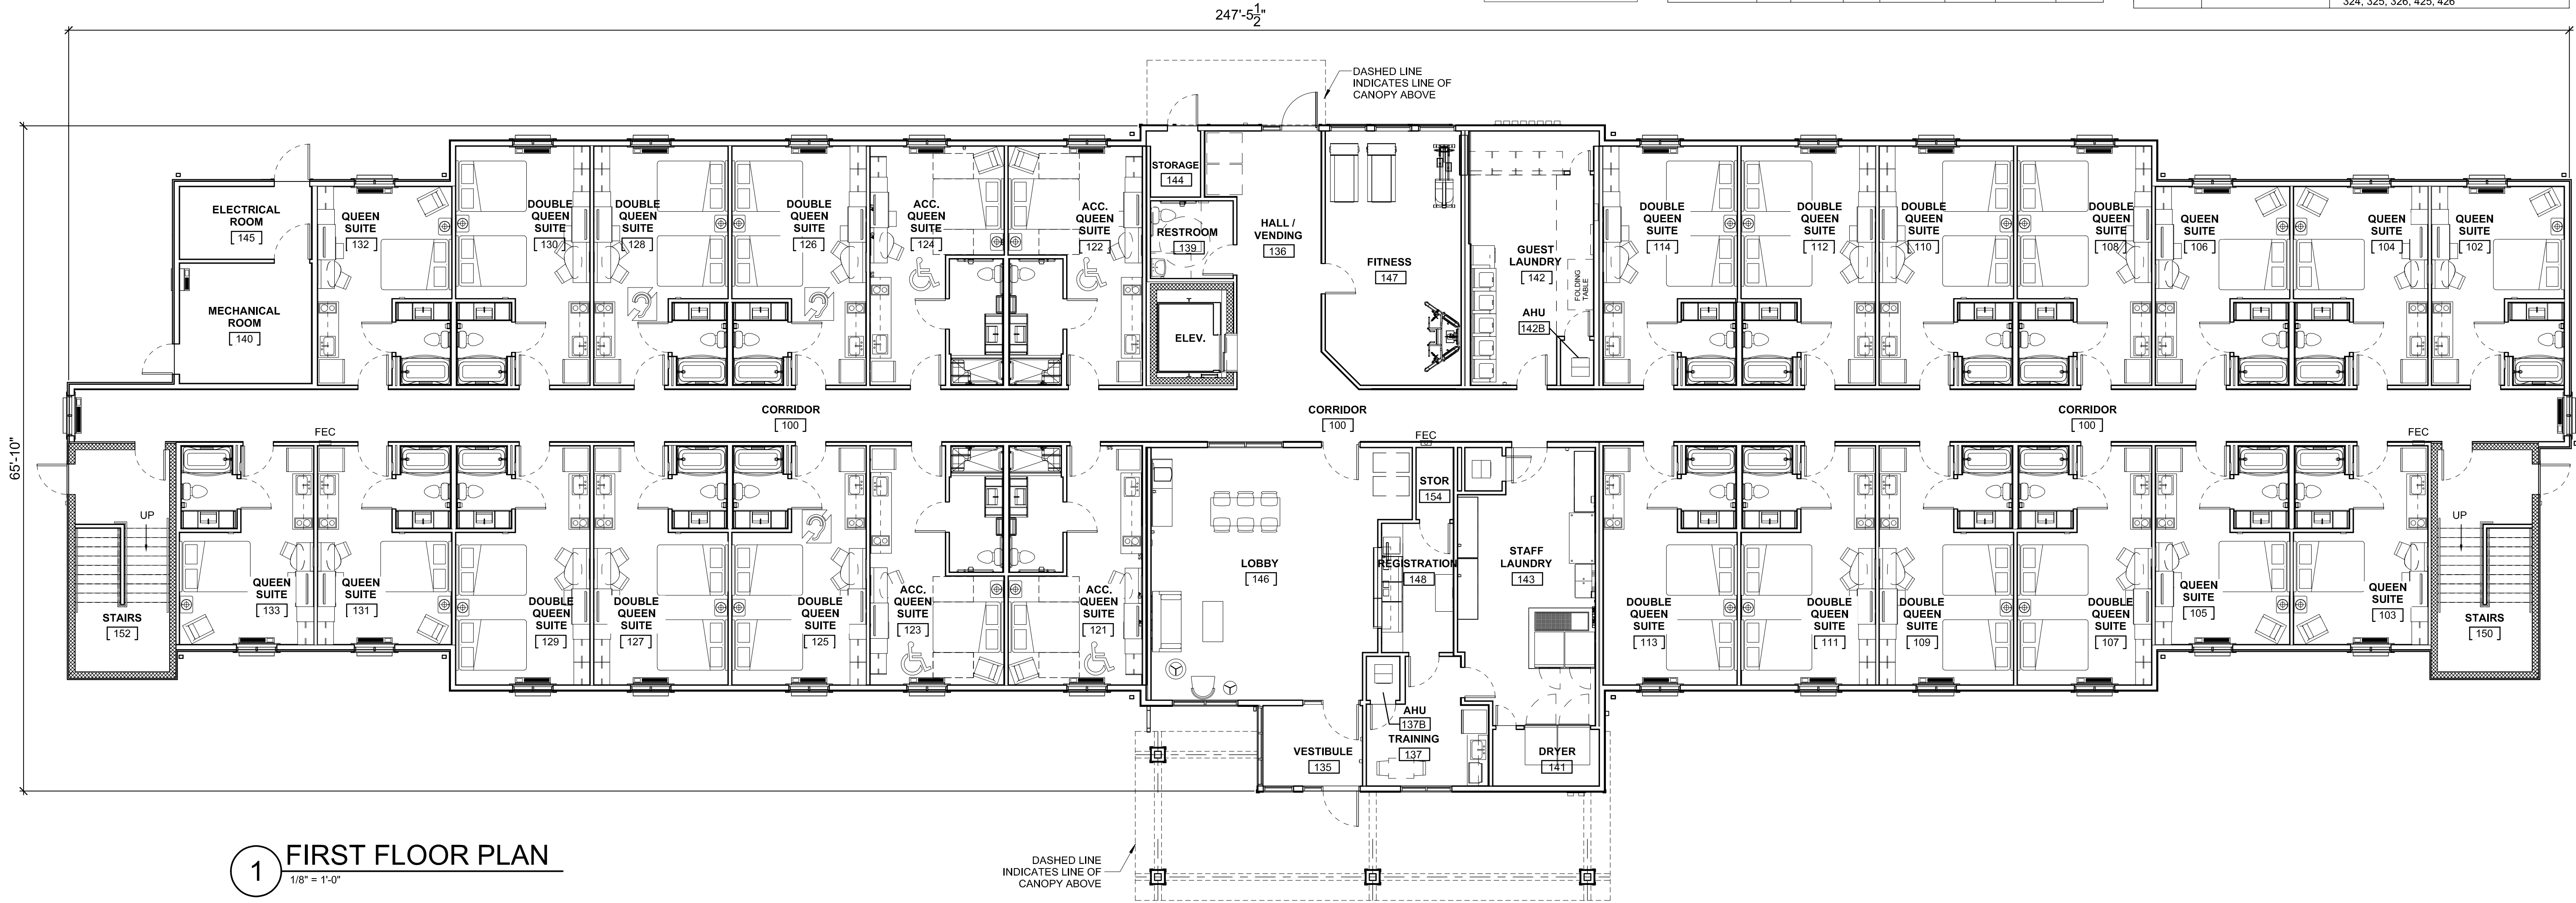 247'-5 1/2"
324, 325, 326, 425, 426
DASHED LINE
INDICATES LINE OF
CANOPY ABOVE
65'-10"
ELECTRICAL
ROOM
145
MECHANICAL
ROOM
140
QUEEN
SUITE
132
DOUBLE
QUEEN
SUITE
130
DOUBLE
QUEEN
SUITE
128
DOUBLE
QUEEN
SUITE
126
ACC.
QUEEN
SUITE
124
ACC.
QUEEN
SUITE
122
STORAGE
144
RESTROOM
139
ELEV.
HALL /
VENDING
136
FITNESS
147
GUEST
LAUNDRY
142
FOLDING
TABLE
AHU
142B
DOUBLE
QUEEN
SUITE
114
DOUBLE
QUEEN
SUITE
112
DOUBLE
QUEEN
SUITE
110
DOUBLE
QUEEN
SUITE
108
QUEEN
SUITE
106
QUEEN
SUITE
104
QUEEN
SUITE
102
CORRIDOR
100
CORRIDOR
100
CORRIDOR
100
FEC
FEC
FEC
UP
STAIRS
152
QUEEN
SUITE
133
QUEEN
SUITE
131
DOUBLE
QUEEN
SUITE
129
DOUBLE
QUEEN
SUITE
127
DOUBLE
QUEEN
SUITE
125
ACC.
QUEEN
SUITE
123
ACC.
QUEEN
SUITE
121
LOBBY
146
STOR
154
REGISTRATION
148
STAFF
LAUNDRY
143
AHU
137B
TRAINING
137
VESTIBULE
135
DRYER
141
DOUBLE
QUEEN
SUITE
113
DOUBLE
QUEEN
SUITE
111
DOUBLE
QUEEN
SUITE
109
DOUBLE
QUEEN
SUITE
107
QUEEN
SUITE
105
QUEEN
SUITE
103
UP
STAIRS
150
DASHED LINE
INDICATES LINE OF
CANOPY ABOVE
1 FIRST FLOOR PLAN
1/8" = 1'-0"